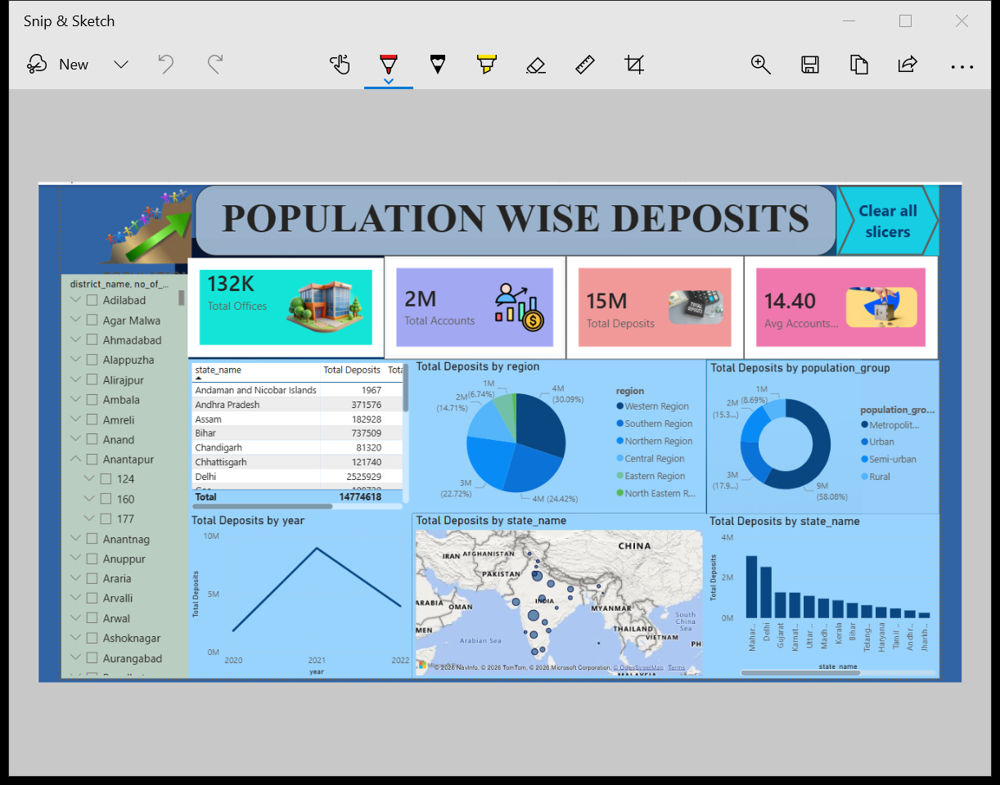 Snip & Sketch
New
POPULATION WISE DEPOSITS
Clear all
slicers
district_name, no_of_...
Adilabad
Agar Malwa
Ahmadabad
Alappuzha
Alirajpur
Ambala
Amreli
Anand
Anantapur
124
160
177
Anantnag
Anuppur
Araria
Arvalli
Arwal
Ashoknagar
Aurangabad
132K
Total Offices
2M
Total Accounts
15M
Total Deposits
14.40
Avg Accounts...
TOTAL
DEPOSITS
state_name Total Deposits Tota
Andaman and Nicobar Islands 1967
Andhra Pradesh 371576
Assam 182928
Bihar 737509
Chandigarh 81320
Chhattisgarh 121740
Delhi 2525929
Total 14774618
Total Deposits by region
4M
(30.09%)
4M (24.42%)
3M
(22.72%)
2M
(14.71%)
1M
(6.74%)
region
Western Region
Southern Region
Northern Region
Central Region
Eastern Region
North Eastern R...
Total Deposits by population_group
9M
(58.08%)
3M
(17.9...)
2M
(15.3...)
1M
(8.69%)
population_gro...
Metropolit...
Urban
Semi-urban
Rural
Total Deposits by year
Total Deposits
10M
5M
0M
2020 2021 2022
year
Total Deposits by state_name
CHINA
IRAN AFGHANISTAN
PAKISTAN
ARABIA OMAN
INDIA
MYANMAR
MEN
Arabian Sea
THAILAND
VIETNAM
South
China
Sea
PH
MALAYSIA
© 2026 NavInfo, © 2026 TomTom, © 2026 Microsoft Corporation, © OpenStreetMap Terms
Total Deposits by state_name
Total Deposits
4M
2M
0M
Mahar...
Delhi
Gujarat
Karnat...
Uttar ...
Madh...
Kerala
Bihar
Telang...
Haryana
Tamil ...
Andhr...
Jharkh...
state_name